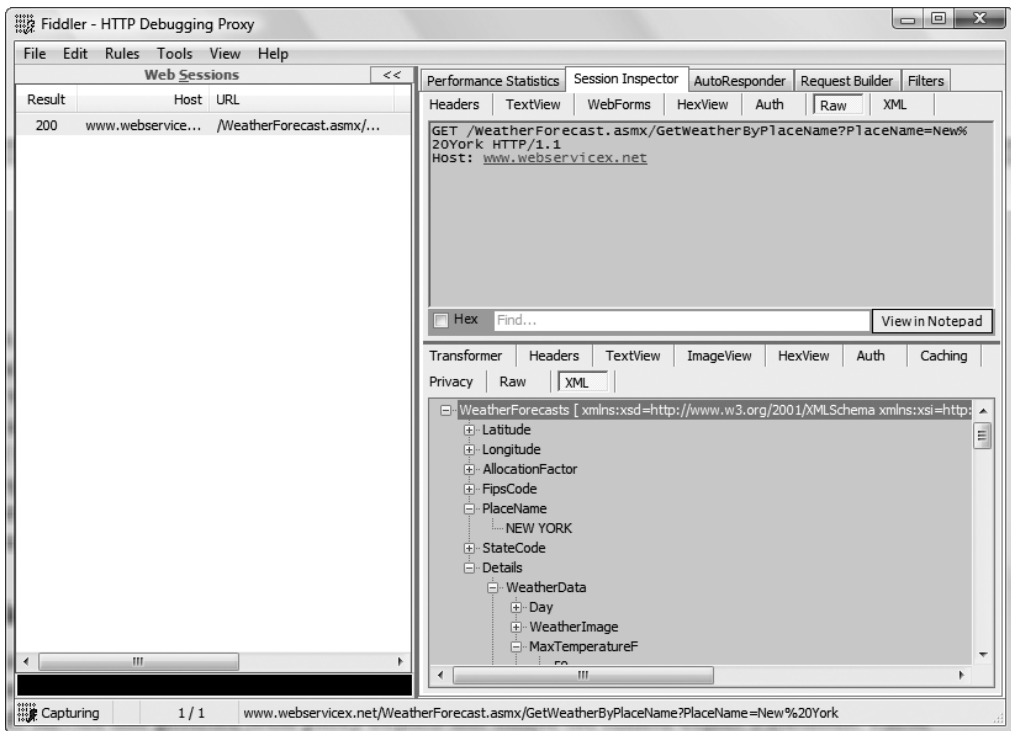 Fiddler - HTTP Debugging Proxy
File Edit Rules Tools View Help
Web Sessions <<
Result Host URL
200 www.webservice... /WeatherForecast.asmx/...
Performance Statistics Session Inspector AutoResponder Request Builder Filters
Headers TextView WebForms HexView Auth Raw XML
GET /WeatherForecast.asmx/GetWeatherByPlaceName?PlaceName=New%
20York HTTP/1.1
Host: www.webservicex.net
Hex Find... View in Notepad
Transformer Headers TextView ImageView HexView Auth Caching
Privacy Raw XML
WeatherForecasts [ xmlns:xsd=http://www.w3.org/2001/XMLSchema xmlns:xsi=http:
Latitude
Longitude
AllocationFactor
FipsCode
PlaceName
NEW YORK
StateCode
Details
WeatherData
Day
WeatherImage
MaxTemperatureF
Capturing 1 / 1 www.webservicex.net/WeatherForecast.asmx/GetWeatherByPlaceName?PlaceName=New%20York